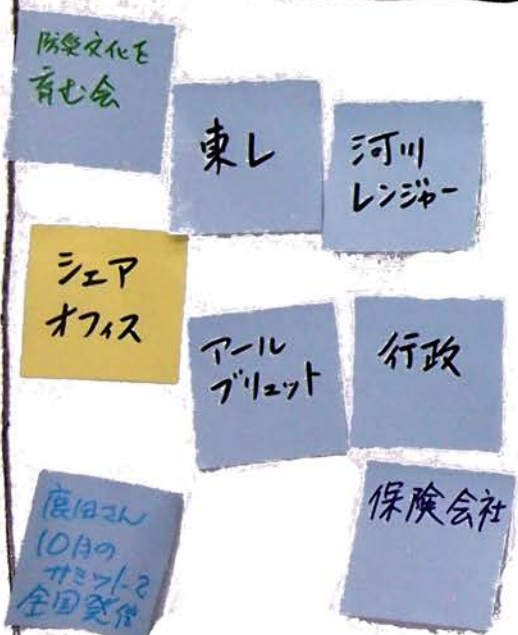 防災文化を
育む会
東レ
河川
レンジャー
シェア
オフィス
アール
ブリュット
行政
さん
10月の
サミットで
全国発信
保険会社